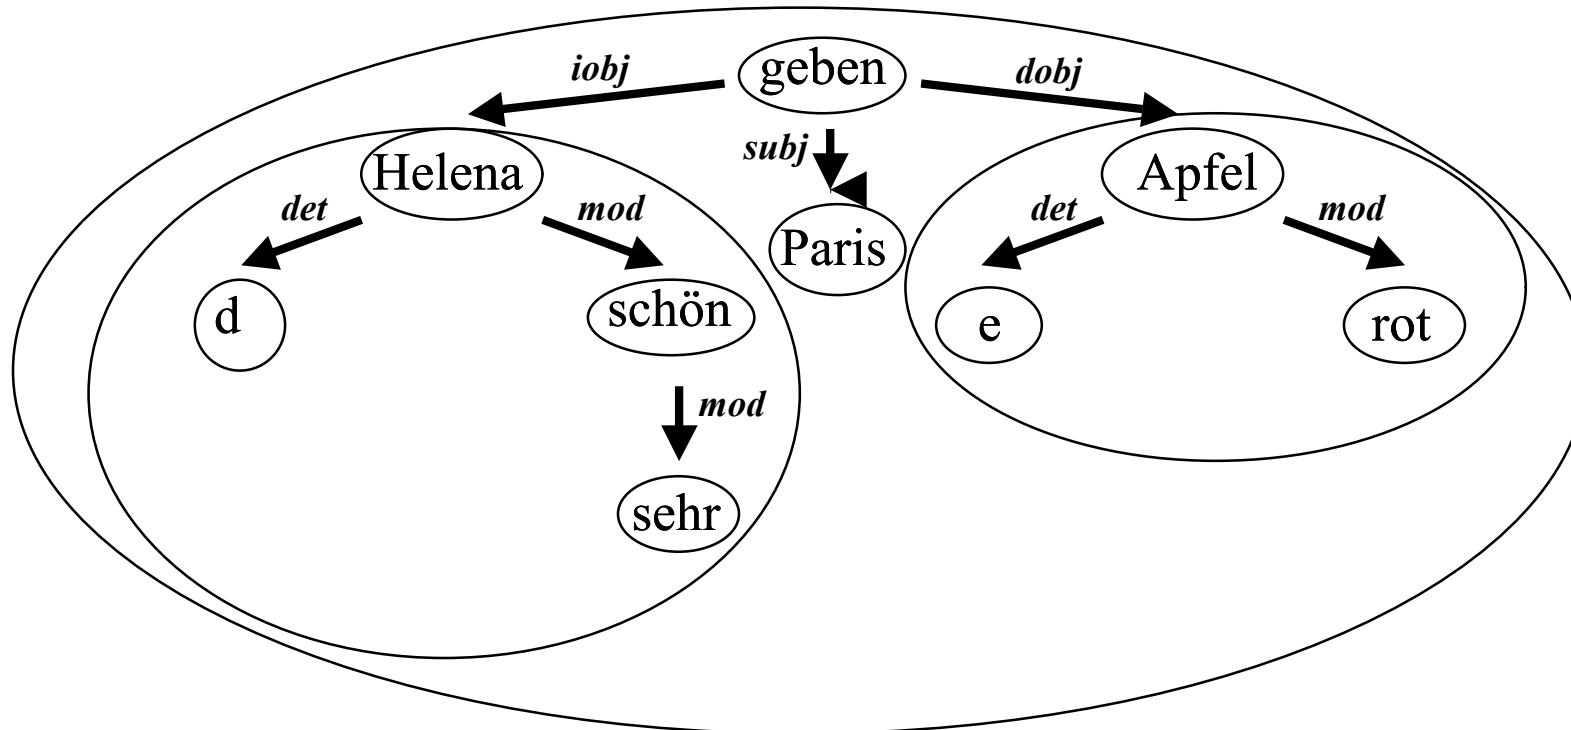 geben
iobj
dobj
subj
Helena
Apfel
det
mod
det
mod
Paris
d
schön
e
rot
mod
sehr